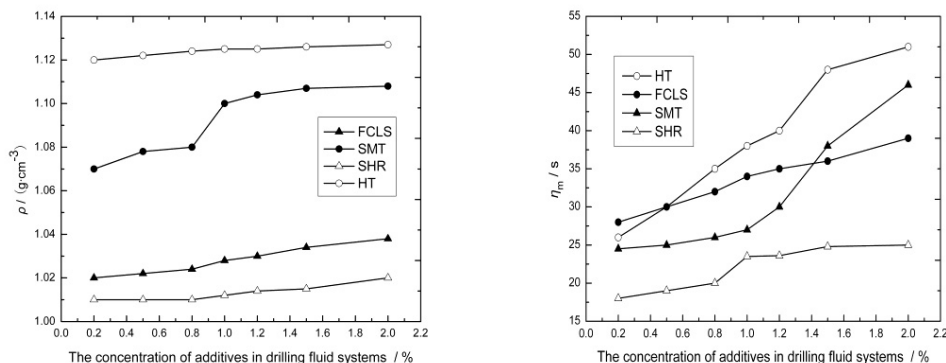 1.14
1.12
1.10
1.08
1.06
1.04
1.02
1.00
ρ / (g·cm-3)
FCLS
SMT
SHR
HT
0.0 0.2 0.4 0.6 0.8 1.0 1.2 1.4 1.6 1.8 2.0 2.2
The concentration of additives in drilling fluid systems / %
55
50
45
40
35
30
25
20
15
ηm / s
HT
FCLS
SMT
SHR
0.0 0.2 0.4 0.6 0.8 1.0 1.2 1.4 1.6 1.8 2.0 2.2
The concentration of additives in drilling fluid systems / %